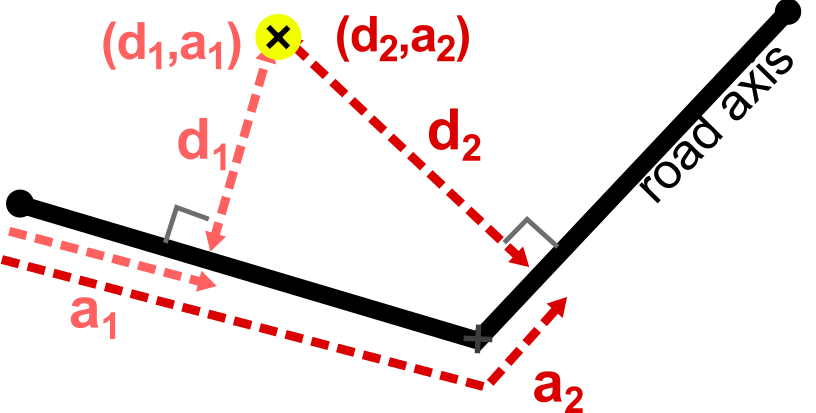 (d₁,a₁)
(d₂,a₂)
d₁
d₂
road axis
a₁
a₂